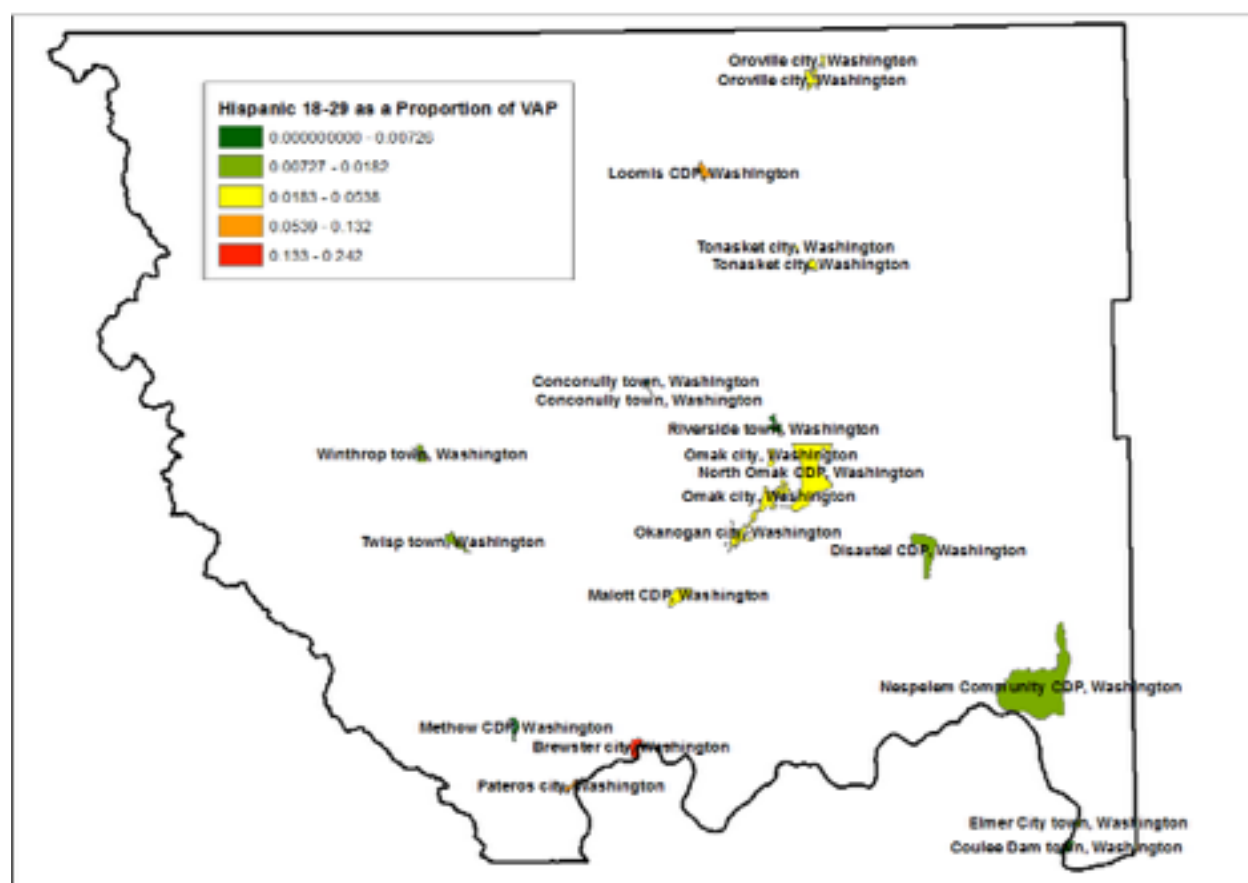 Oroville city, Washington
Oroville city, Washington
Hispanic 18-29 as a Proportion of VAP
0.000000000 - 0.00726
0.00727 - 0.0182
0.0183 - 0.0538
0.0539 - 0.132
0.133 - 0.242
Loomis CDP, Washington
Tonasket city, Washington
Tonasket city, Washington
Conconully town, Washington
Conconully town, Washington
Riverside town, Washington
Winthrop town, Washington
Omak city, Washington
North Omak CDP, Washington
Omak city, Washington
Okanogan city, Washington
Twisp town, Washington
Disautel CDP, Washington
Malott CDP, Washington
Nespelem Community CDP, Washington
Methow CDP, Washington
Brewster city, Washington
Pateros city, Washington
Elmer City town, Washington
Coulee Dam town, Washington